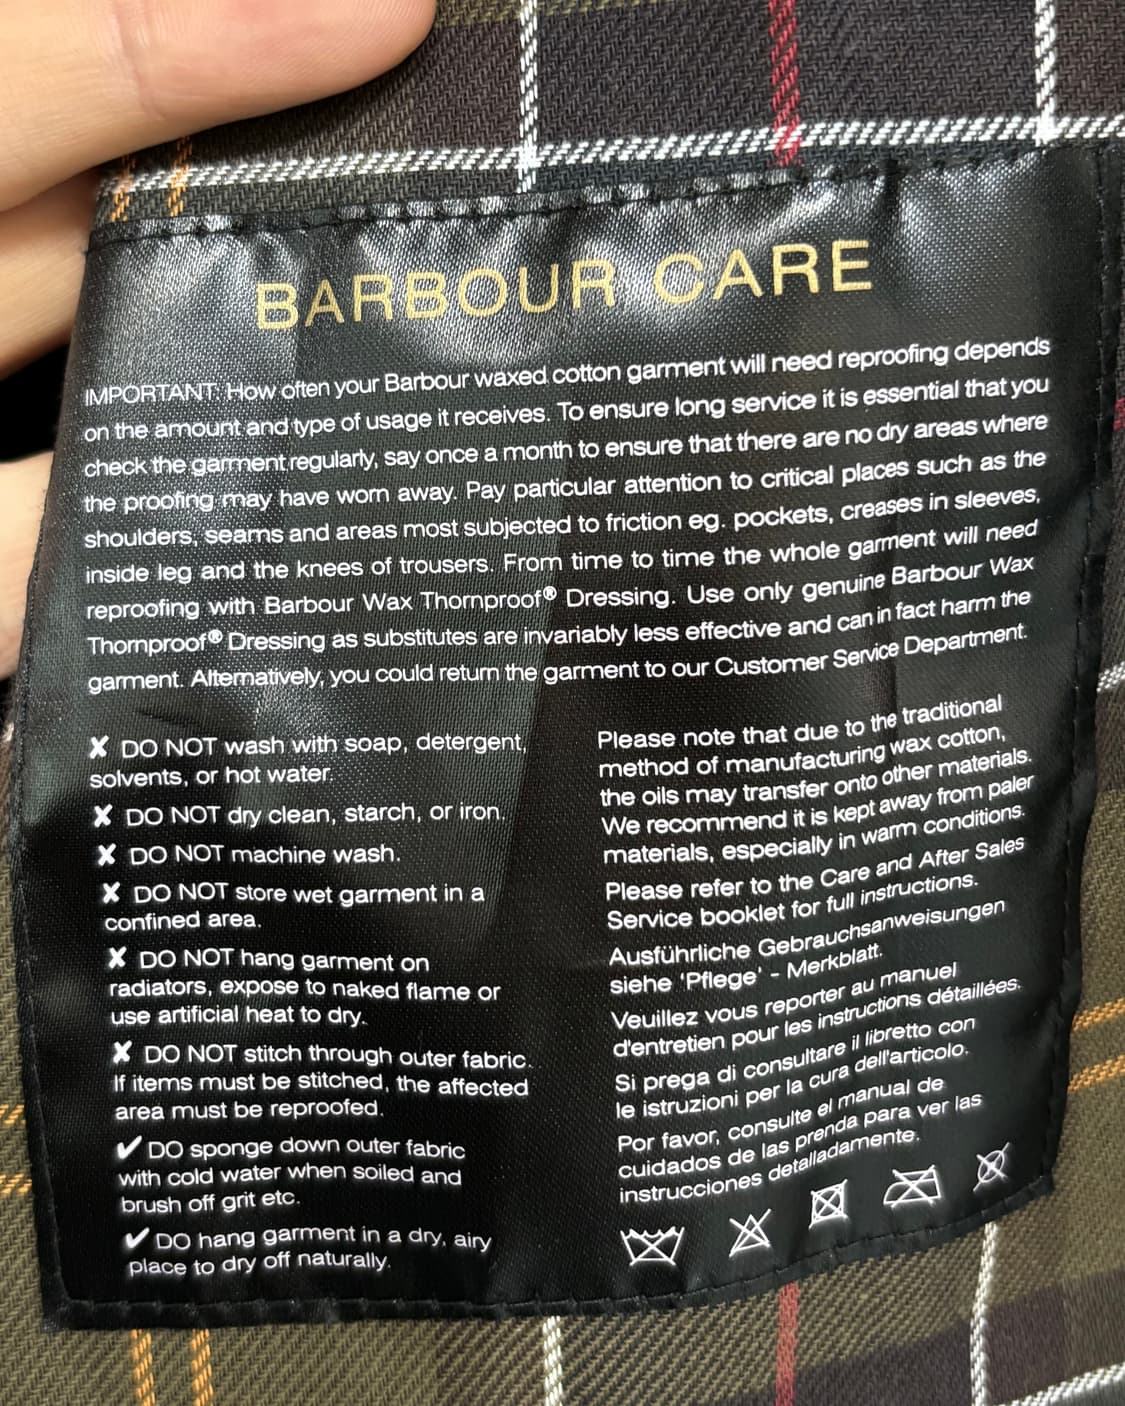 BARBOUR CARE
IMPORTANT: How often your Barbour waxed cotton garment will need reproofing depends
on the amount and type of usage it receives. To ensure long service it is essential that you
check the garment regularly, say once a month to ensure that there are no dry areas where
the proofing may have worn away. Pay particular attention to critical places such as the
shoulders, seams and areas most subjected to friction eg. pockets, creases in sleeves,
inside leg and the knees of trousers. From time to time the whole garment will need
reproofing with Barbour Wax Thornproof® Dressing. Use only genuine Barbour Wax
Thornproof® Dressing as substitutes are invariably less effective and can in fact harm the
garment. Alternatively, you could return the garment to our Customer Service Department.
✘ DO NOT wash with soap, detergent,
solvents, or hot water.
✘ DO NOT dry clean, starch, or iron.
✘ DO NOT machine wash.
✘ DO NOT store wet garment in a
confined area.
✘ DO NOT hang garment on
radiators, expose to naked flame or
use artificial heat to dry.
✘ DO NOT stitch through outer fabric.
If items must be stitched, the affected
area must be reproofed.
✔ DO sponge down outer fabric
with cold water when soiled and
brush off grit etc.
✔ DO hang garment in a dry, airy
place to dry off naturally.
Please note that due to the traditional
method of manufacturing wax cotton,
the oils may transfer onto other materials.
We recommend it is kept away from paler
materials, especially in warm conditions.
Please refer to the Care and After Sales
Service booklet for full instructions.
Ausführliche Gebrauchsanweisungen
siehe 'Pflege' - Merkblatt.
Veuillez vous reporter au manuel
d'entretien pour les instructions détaillées.
Si prega di consultare il libretto con
le istruzioni per la cura dell'articolo.
Por favor, consulte el manual de
cuidados de las prenda para ver las
instrucciones detalladamente.